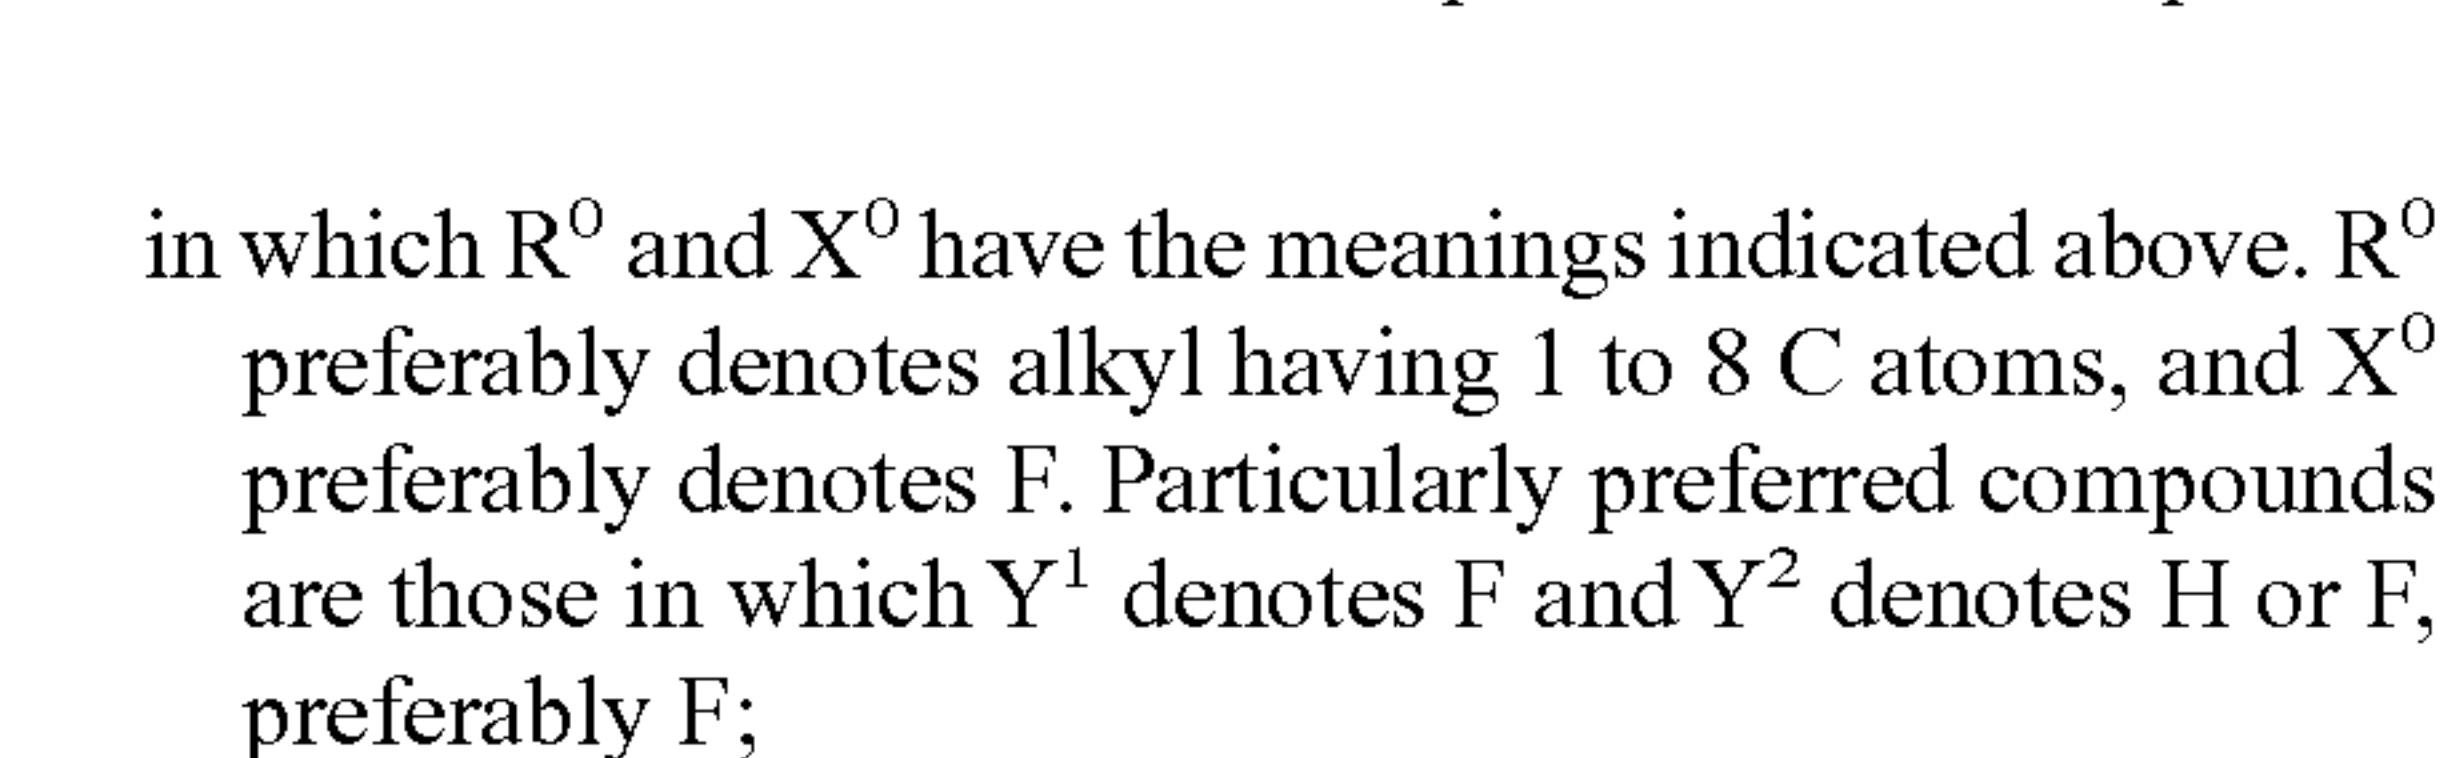 in which R⁰ and X⁰ have the meanings indicated above. R⁰
preferably denotes alkyl having 1 to 8 C atoms, and X⁰
preferably denotes F. Particularly preferred compounds
are those in which Y¹ denotes F and Y² denotes H or F,
preferably F;